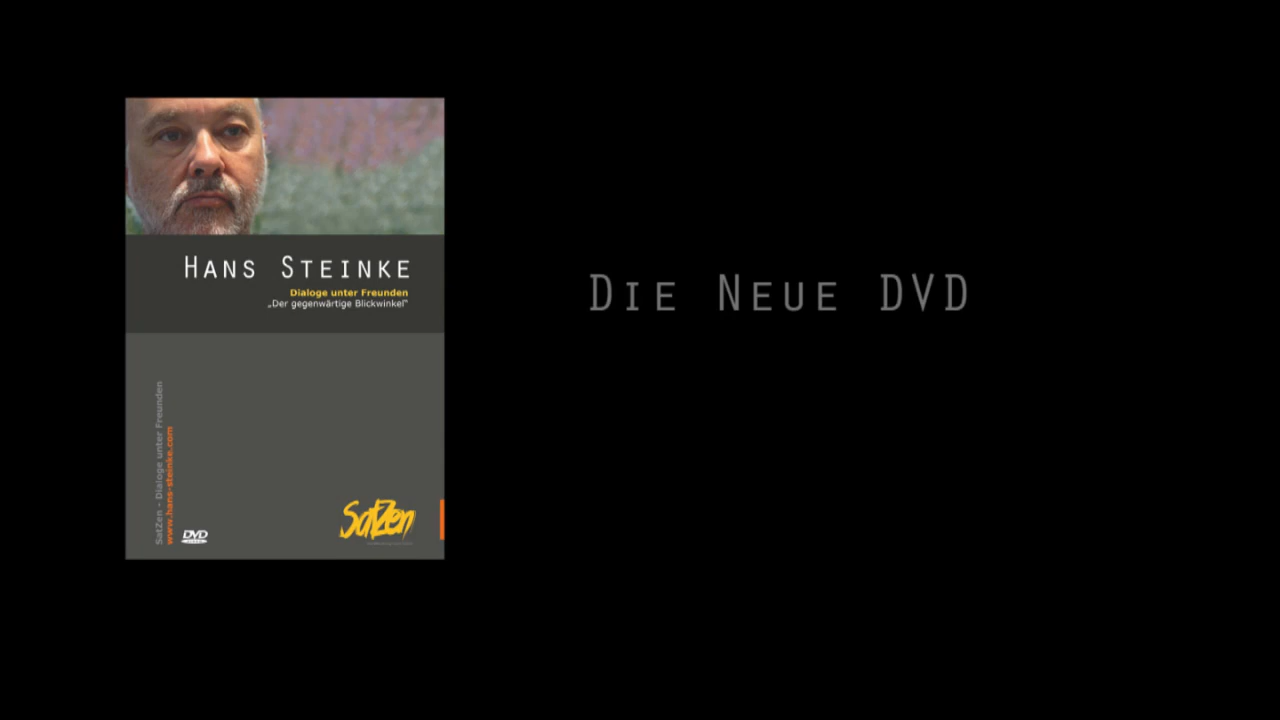 Hans Steinke
Dialoge unter Freunden
„Der gegenwärtige Blickwinkel“
SatZen - Dialoge unter Freunden
www.hans-steinke.com
DVD
VIDEO
SatZen
Die Neue DVD